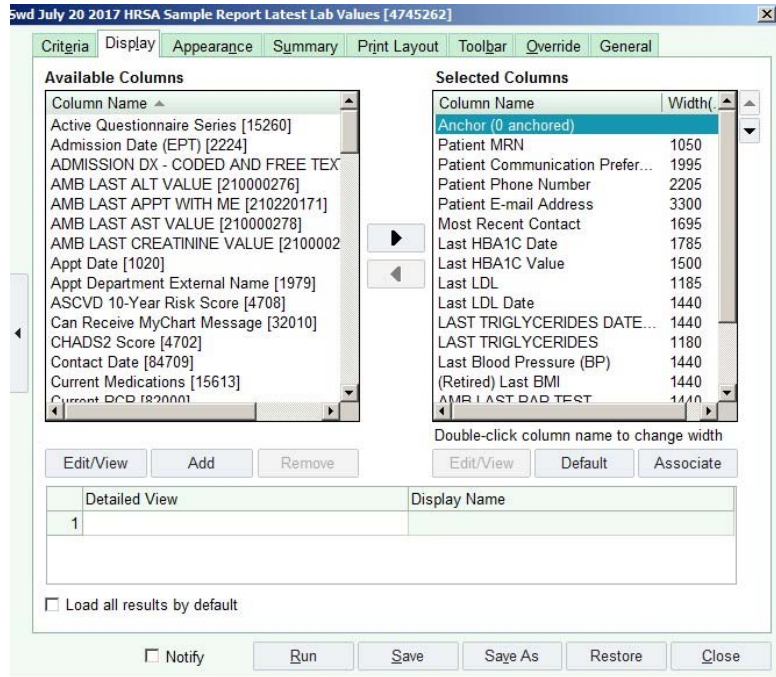 5wd July 20 2017 HRSA Sample Report Latest Lab Values [4745262]
Criteria Display Appearance Summary Print Layout Toolbar Override General
Available Columns
Column Name
Active Questionnaire Series [15260]
Admission Date (EPT) [2224]
ADMISSION DX - CODED AND FREE TEX
AMB LAST ALT VALUE [210000276]
AMB LAST APPT WITH ME [210220171]
AMB LAST AST VALUE [210000278]
AMB LAST CREATININE VALUE [2100002
Appt Date [1020]
Appt Department External Name [1979]
ASCVD 10-Year Risk Score [4708]
Can Receive MyChart Message [32010]
CHADS2 Score [4702]
Contact Date [84709]
Current Medications [15613]
Current PCP [82000]
Edit/View Add Remove
Selected Columns
Column Name Width(..
Anchor (0 anchored)
Patient MRN 1050
Patient Communication Prefer... 1995
Patient Phone Number 2205
Patient E-mail Address 3300
Most Recent Contact 1695
Last HBA1C Date 1785
Last HBA1C Value 1500
Last LDL 1185
Last LDL Date 1440
LAST TRIGLYCERIDES DATE... 1440
LAST TRIGLYCERIDES 1180
Last Blood Pressure (BP) 1440
(Retired) Last BMI 1440
AMB LAST PAP TEST 1440
Double-click column name to change width
Edit/View Default Associate
Detailed View Display Name
1
Load all results by default
Notify Run Save Save As Restore Close